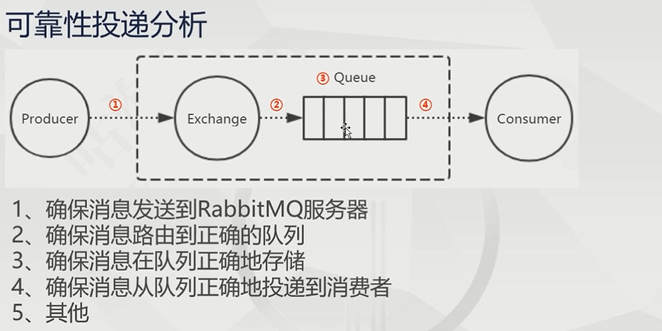 可靠性投递分析
③ Queue
① ② ④
Producer Exchange Consumer
1、确保消息发送到RabbitMQ服务器
2、确保消息路由到正确的队列
3、确保消息在队列正确地存储
4、确保消息从队列正确地投递到消费者
5、其他